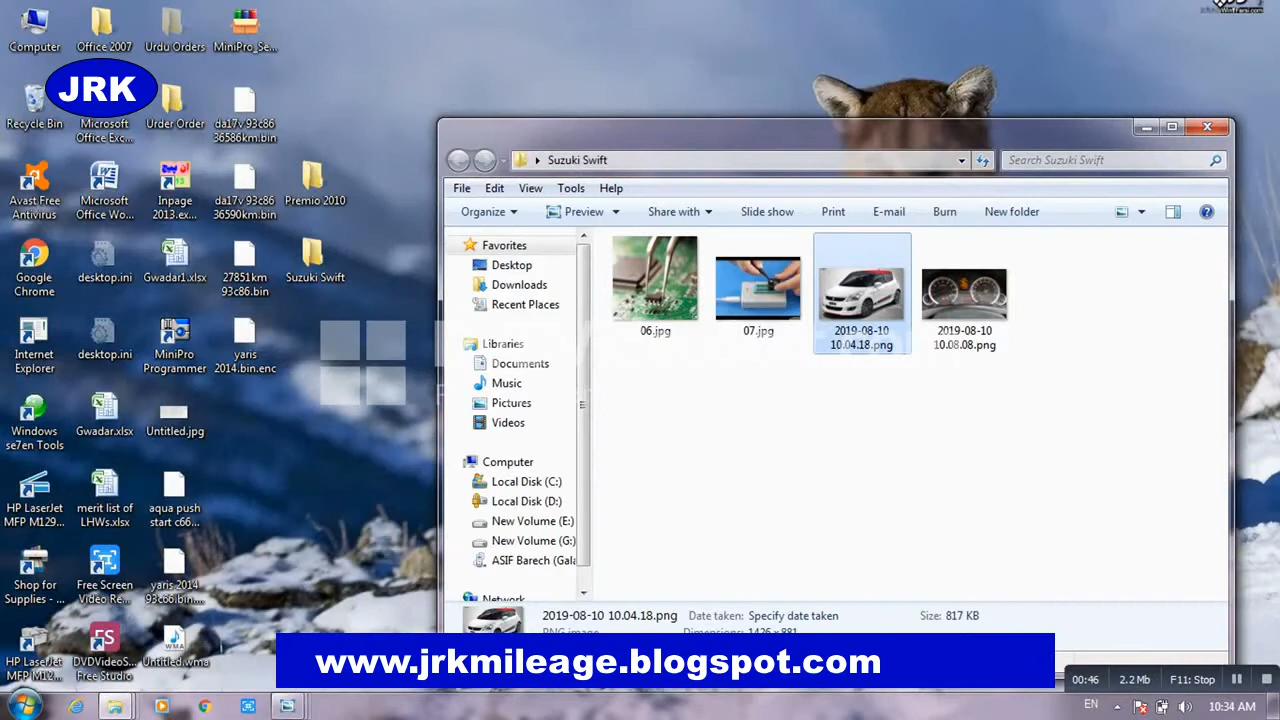 Computer
Office 2007
Urdu Orders
MiniPro_Se...
JRK
Recycle Bin
Microsoft
Office Exc...
Urder Order
da17v 93c86
36586km.bin
Avast Free
Antivirus
Microsoft
Office Wo...
Inpage
2013.ex...
da17v 93c86
36590km.bin
Premio 2010
Google
Chrome
desktop.ini
Gwadar1.xlsx
27851km
93c86.bin
Suzuki Swift
Internet
Explorer
desktop.ini
MiniPro
Programmer
yaris
2014.bin.enc
Windows
se7en Tools
Gwadar.xlsx
Untitled.jpg
HP LaserJet
MFP M129...
merit list of
LHWs.xlsx
aqua push
start c66...
Shop for
Supplies - ...
Free Screen
Video Re...
yaris 2014
93c66.bin...
HP LaserJet
MFP M12...
DVDVideoS...
Free Studio
Untitled.wma
Suzuki Swift
Search Suzuki Swift
File Edit View Tools Help
Organize Preview Share with Slide show Print E-mail Burn New folder
Favorites
Desktop
Downloads
Recent Places
Libraries
Documents
Music
Pictures
Videos
Computer
Local Disk (C:)
Local Disk (D:)
New Volume (E:)
New Volume (G:)
ASIF Barech (Gala
Network
06.jpg
07.jpg
2019-08-10
10.04.18.png
2019-08-10
10.08.08.png
2019-08-10 10.04.18.png Date taken: Specify date taken Size: 817 KB
PNG image Dimensions: 1426 x 881
www.jrkmileage.blogspot.com
00:46 2.2 Mb F11: Stop
EN 10:34 AM